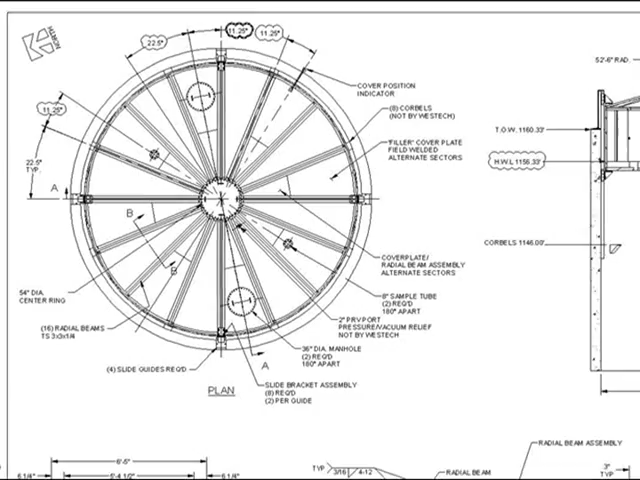 NORTH
22.5°
11.25°
11.25°
11.25°
22.5°
TYP.
A
B
B
A
COVER POSITION
INDICATOR
(8) CORBELS
(NOT BY WESTECH)
'FILLER' COVER PLATE
FIELD WELDED
ALTERNATE SECTORS
COVERPLATE/
RADIAL BEAM ASSEMBLY
ALTERNATE SECTORS
8" SAMPLE TUBE
(2) REQ'D
180° APART
2" PRV PORT
PRESSURE/VACUUM RELIEF
NOT BY WESTECH
36" DIA. MANHOLE
(2) REQ'D
180° APART
SLIDE BRACKET ASSEMBLY
(8) REQ'D
(2) PER GUIDE
54" DIA.
CENTER RING
(16) RADIAL BEAMS
TS 3x3x1/4
(4) SLIDE GUIDES REQ'D
PLAN
52'-6" RAD.
T.O.W. 1160.33'
H.W.L 1156.33'
CORBELS 1146.00'
6'-5"
6 1/4"
5'-4 1/2"
6 1/4"
TYP
3/16
4-12
RADIAL BEAM
RADIAL BEAM ASSEMBLY
3"
TYP